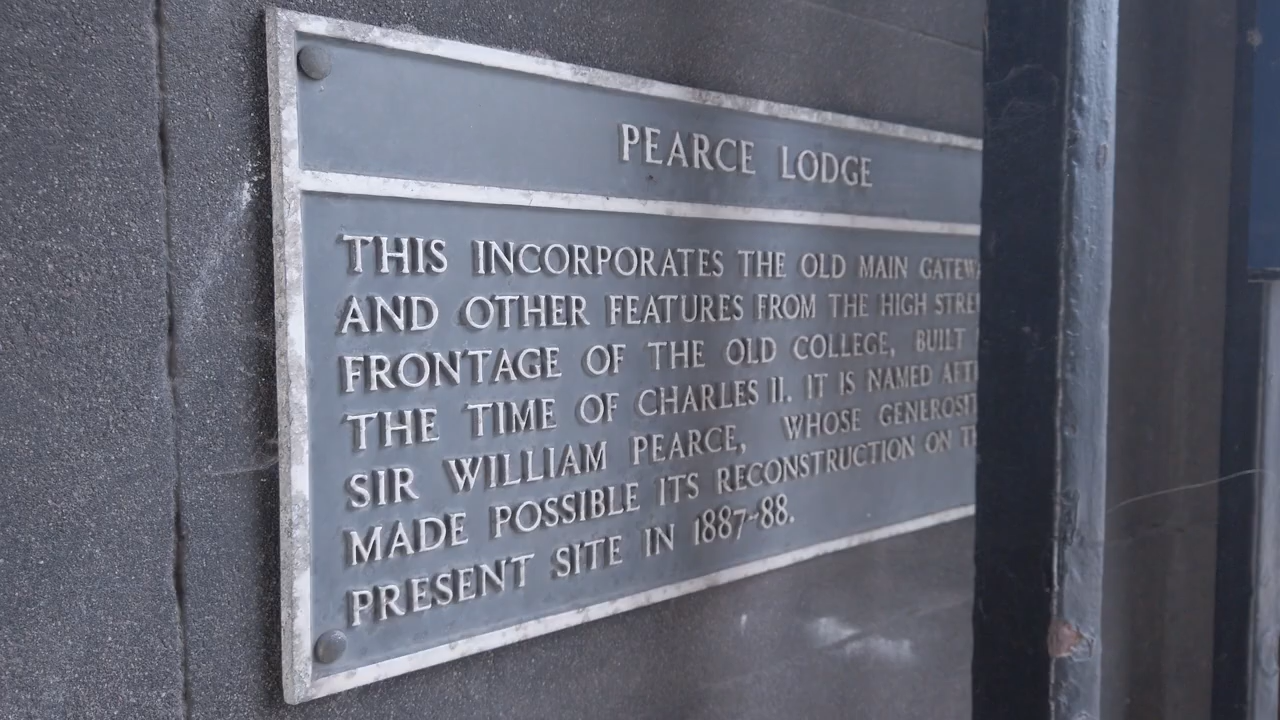 PEARCE LODGE
THIS INCORPORATES THE OLD MAIN
AND OTHER FEATURES FROM THE HIGH
FRONTAGE OF THE OLD COLLEGE, BUILT
THE TIME OF CHARLES II. IT IS NAMED
SIR WILLIAM PEARCE, WHOSE
MADE POSSIBLE ITS RECONSTRUCTION ON
PRESENT SITE IN 1887-88.